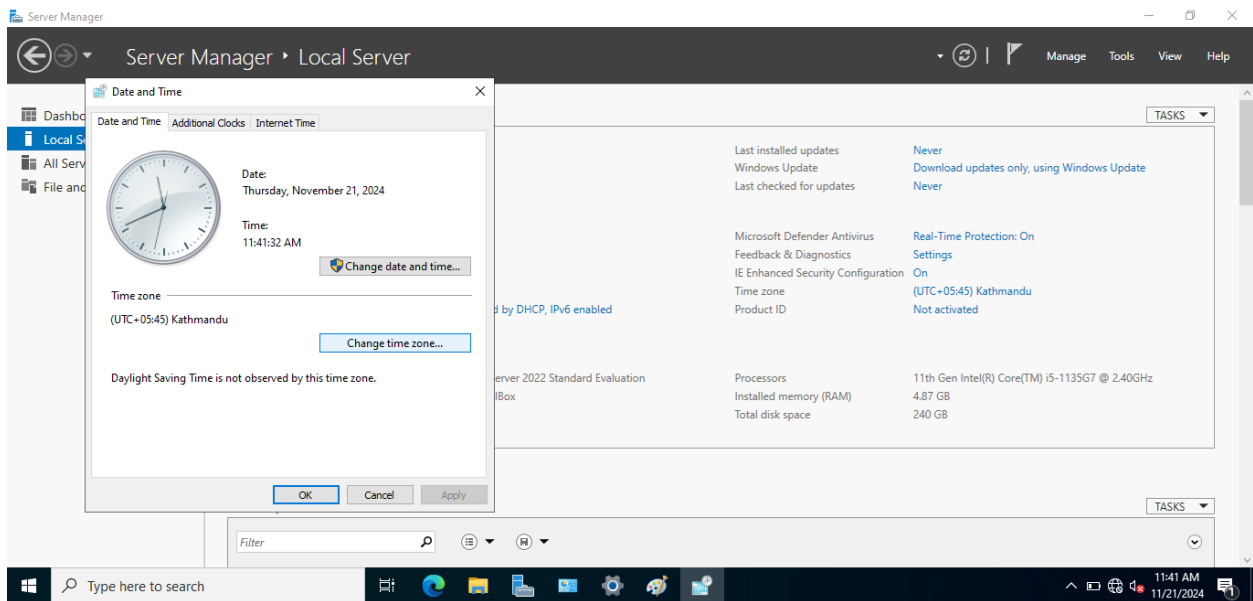 Server Manager
Server Manager ‣ Local Server
Manage Tools View Help
Date and Time
Date and Time Additional Clocks Internet Time
Date:
Thursday, November 21, 2024
Time:
11:41:32 AM
Change date and time...
Time zone
(UTC+05:45) Kathmandu
Change time zone...
Daylight Saving Time is not observed by this time zone.
OK Cancel Apply
Dashbo
Local Se
All Serv
File and
TASKS
Last installed updates Never
Windows Update Download updates only, using Windows Update
Last checked for updates Never
Microsoft Defender Antivirus Real-Time Protection: On
Feedback & Diagnostics Settings
IE Enhanced Security Configuration On
Time zone (UTC+05:45) Kathmandu
d by DHCP, IPv6 enabled Product ID Not activated
erver 2022 Standard Evaluation Processors 11th Gen Intel(R) Core(TM) i5-1135G7 @ 2.40GHz
lBox Installed memory (RAM) 4.87 GB
Total disk space 240 GB
TASKS
Filter
Type here to search
11:41 AM
11/21/2024
1